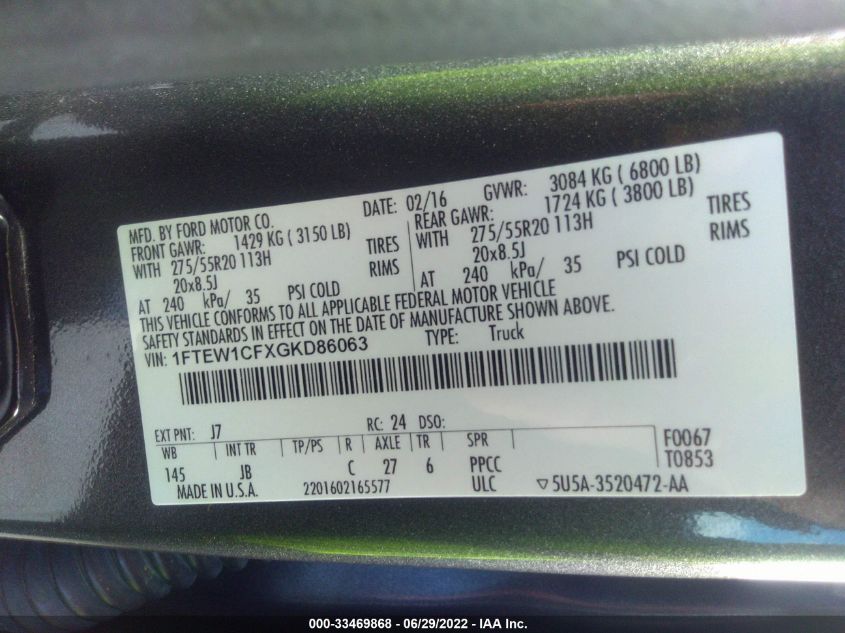 MFD. BY FORD MOTOR CO.
DATE: 02/16 GVWR: 3084 KG ( 6800 LB)
FRONT GAWR: 1429 KG ( 3150 LB)
REAR GAWR: 1724 KG ( 3800 LB)
WITH 275/55R20 113H TIRES
WITH 275/55R20 113H TIRES
20x8.5J RIMS
20x8.5J RIMS
AT 240 kPa/ 35 PSI COLD
AT 240 kPa/ 35 PSI COLD
THIS VEHICLE CONFORMS TO ALL APPLICABLE FEDERAL MOTOR VEHICLE
SAFETY STANDARDS IN EFFECT ON THE DATE OF MANUFACTURE SHOWN ABOVE.
VIN: 1FTEW1CFXGKD86063 TYPE: Truck
EXT PNT: J7 RC: 24 DSO:
WB INT TR TP/PS R AXLE TR SPR F0067
145 JB C 27 6 PPCC T0853
MADE IN U.S.A. 2201602165577 ULC ▽5U5A-3520472-AA
000-33469868 - 06/29/2022 - IAA Inc.